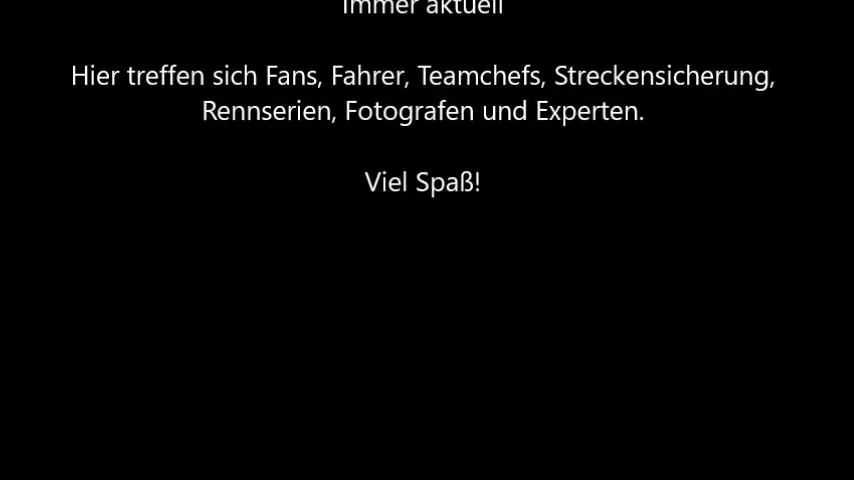 Immer aktuell
Hier treffen sich Fans, Fahrer, Teamchefs, Streckensicherung,
Rennserien, Fotografen und Experten.
Viel Spaß!